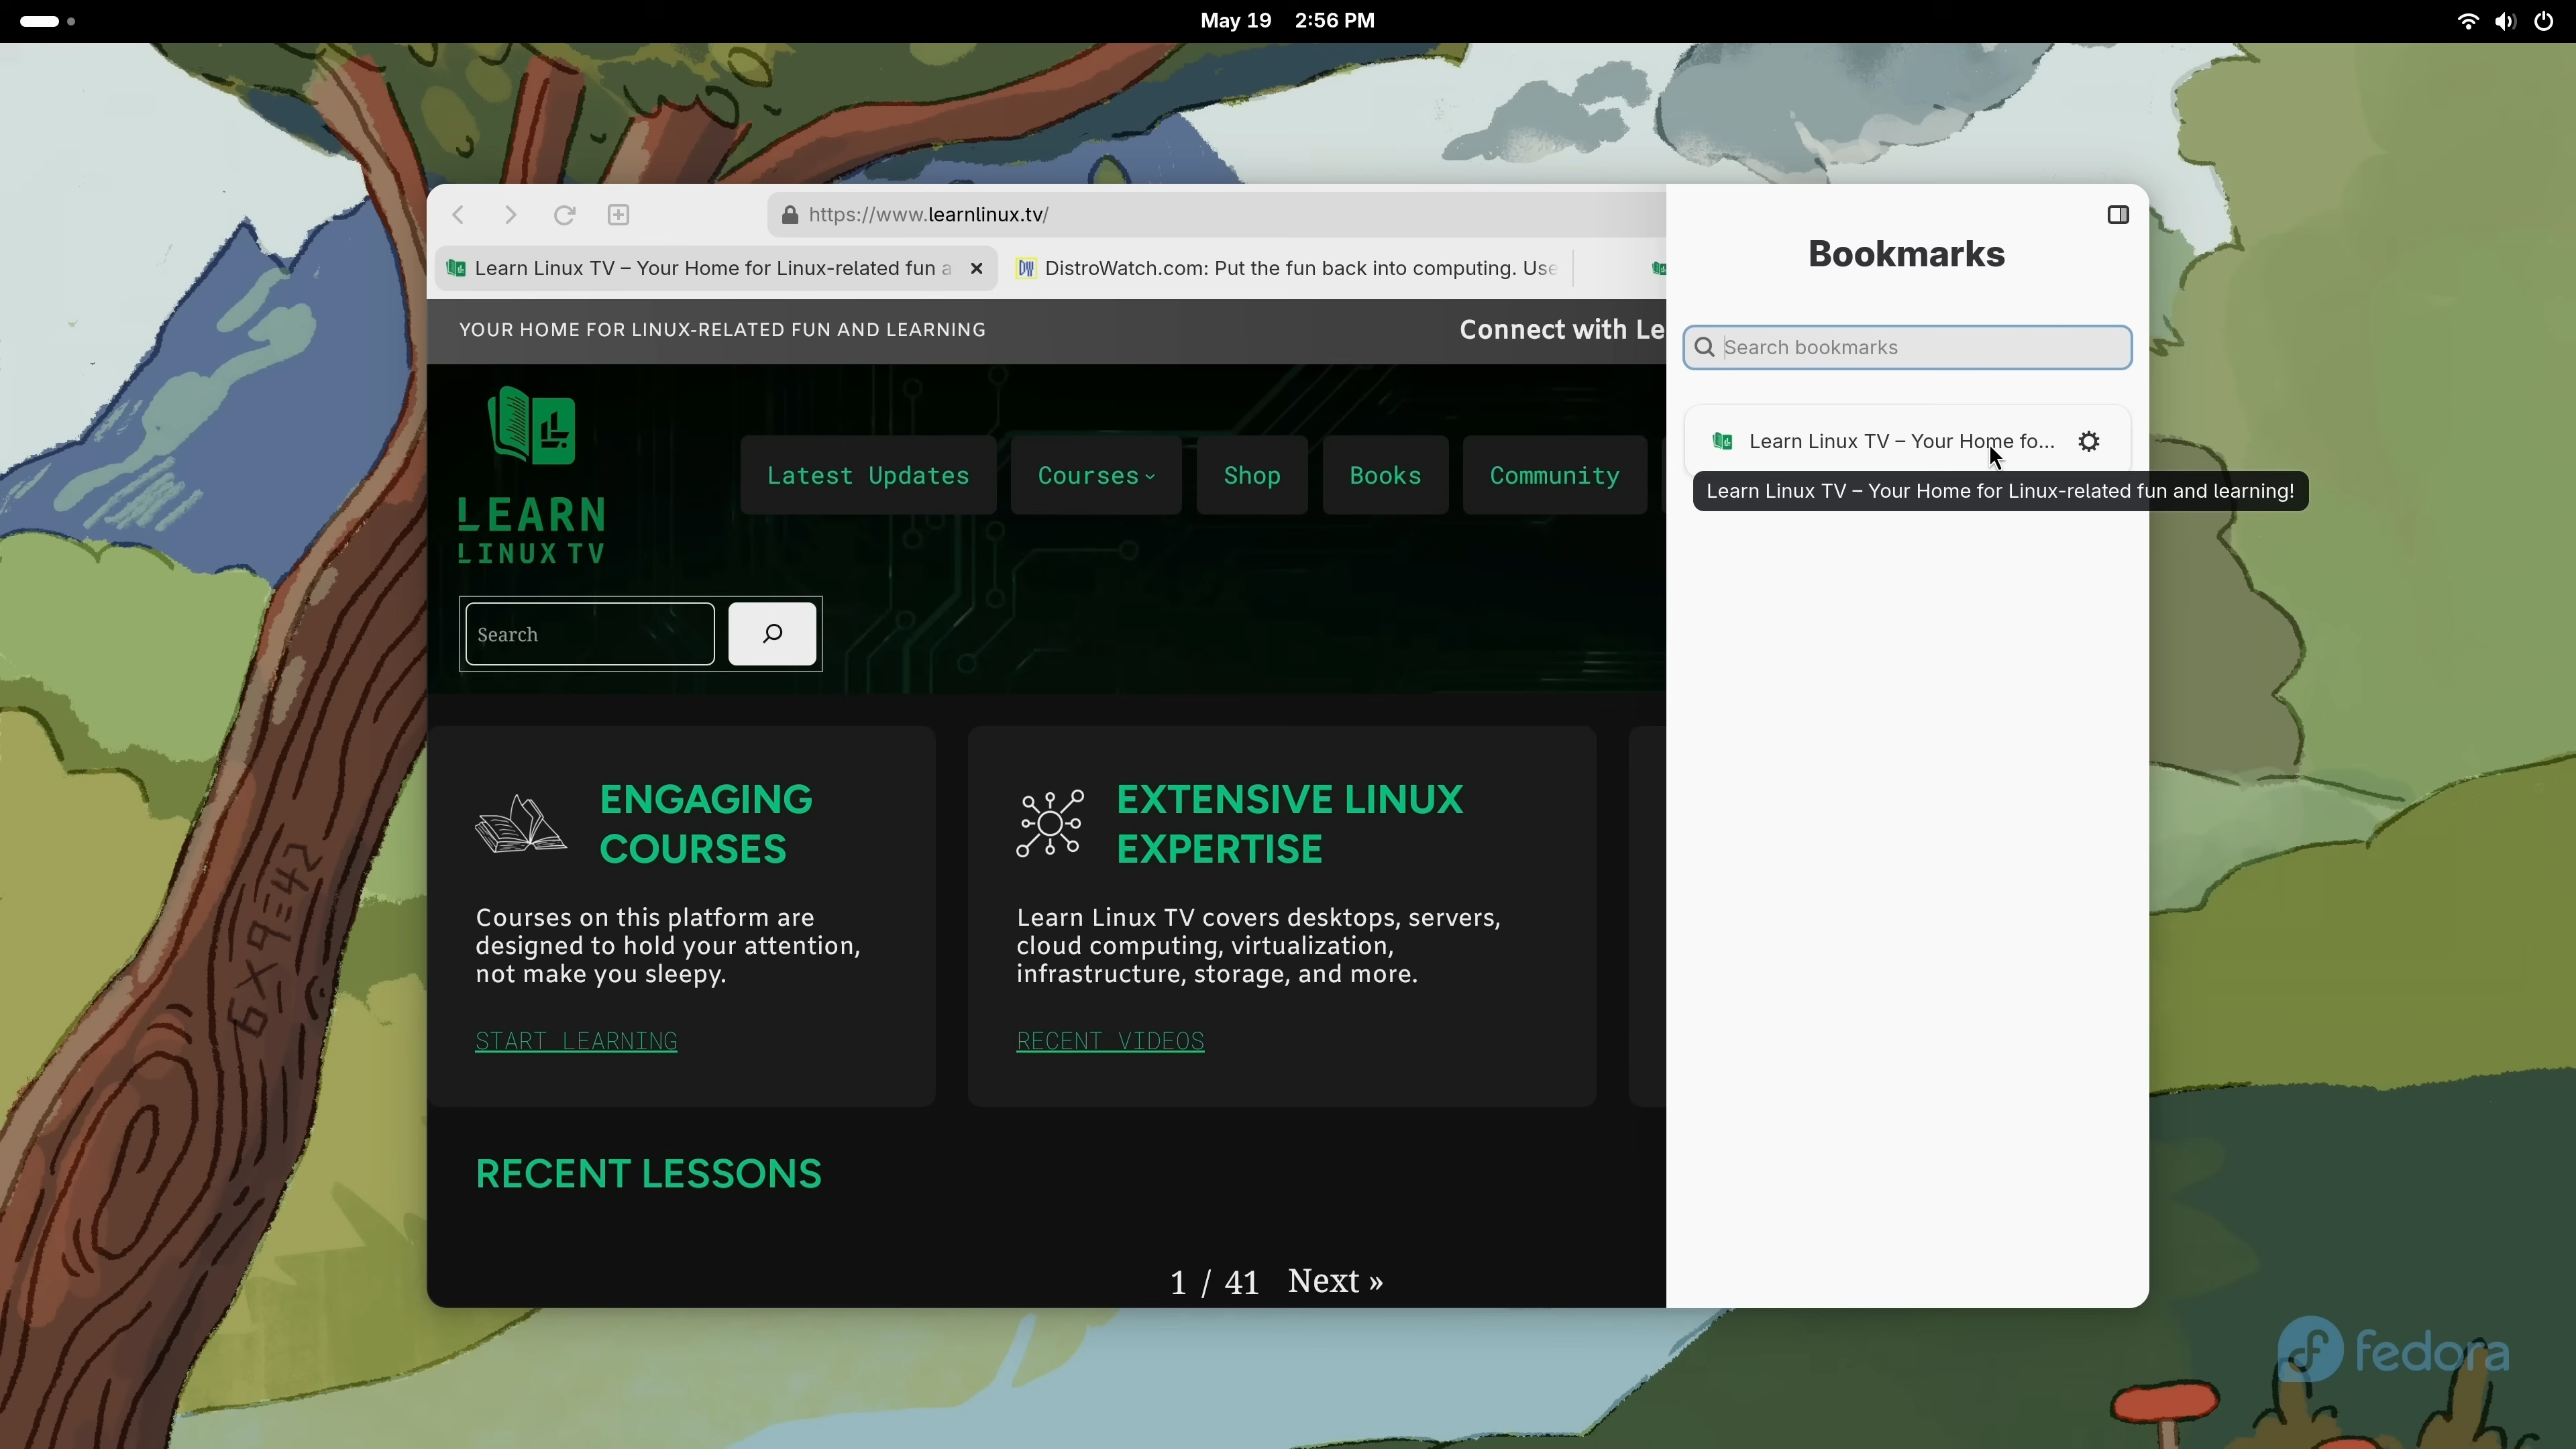 May 19 2:56 PM
https://www.learnlinux.tv/
Learn Linux TV – Your Home for Linux-related fun a
DistroWatch.com: Put the fun back into computing. Use
YOUR HOME FOR LINUX-RELATED FUN AND LEARNING
Connect with Le
LEARN
LINUX TV
Latest Updates
Courses
Shop
Books
Community
Search
ENGAGING
COURSES
Courses on this platform are
designed to hold your attention,
not make you sleepy.
START LEARNING
EXTENSIVE LINUX
EXPERTISE
Learn Linux TV covers desktops, servers,
cloud computing, virtualization,
infrastructure, storage, and more.
RECENT VIDEOS
RECENT LESSONS
1 / 41 Next »
Bookmarks
Search bookmarks
Learn Linux TV – Your Home fo...
Learn Linux TV – Your Home for Linux-related fun and learning!
6×9=42
fedora